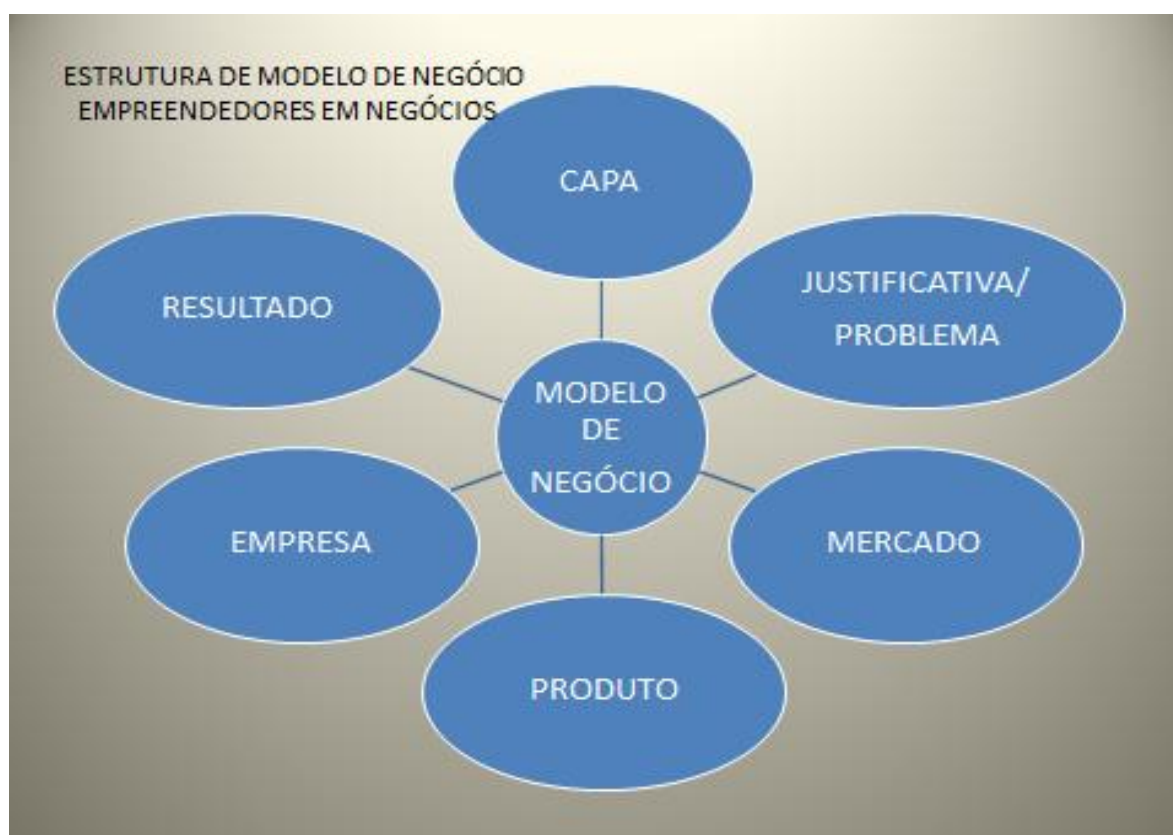 ESTRUTURA DE MODELO DE NEGÓCIO
EMPREENDEDORES EM NEGÓCIOS
CAPA
JUSTIFICATIVA/
PROBLEMA
MERCADO
PRODUTO
EMPRESA
RESULTADO
MODELO
DE
NEGÓCIO